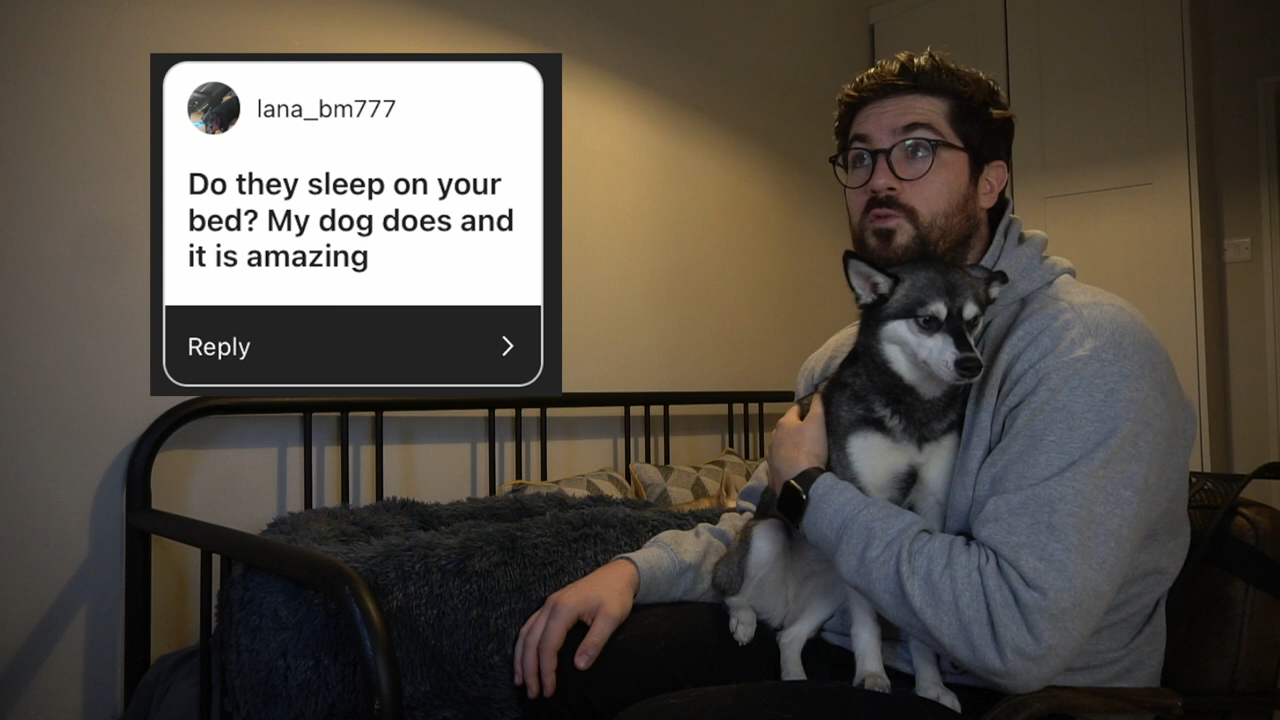 lana_bm777
Do they sleep on your
bed? My dog does and
it is amazing
Reply